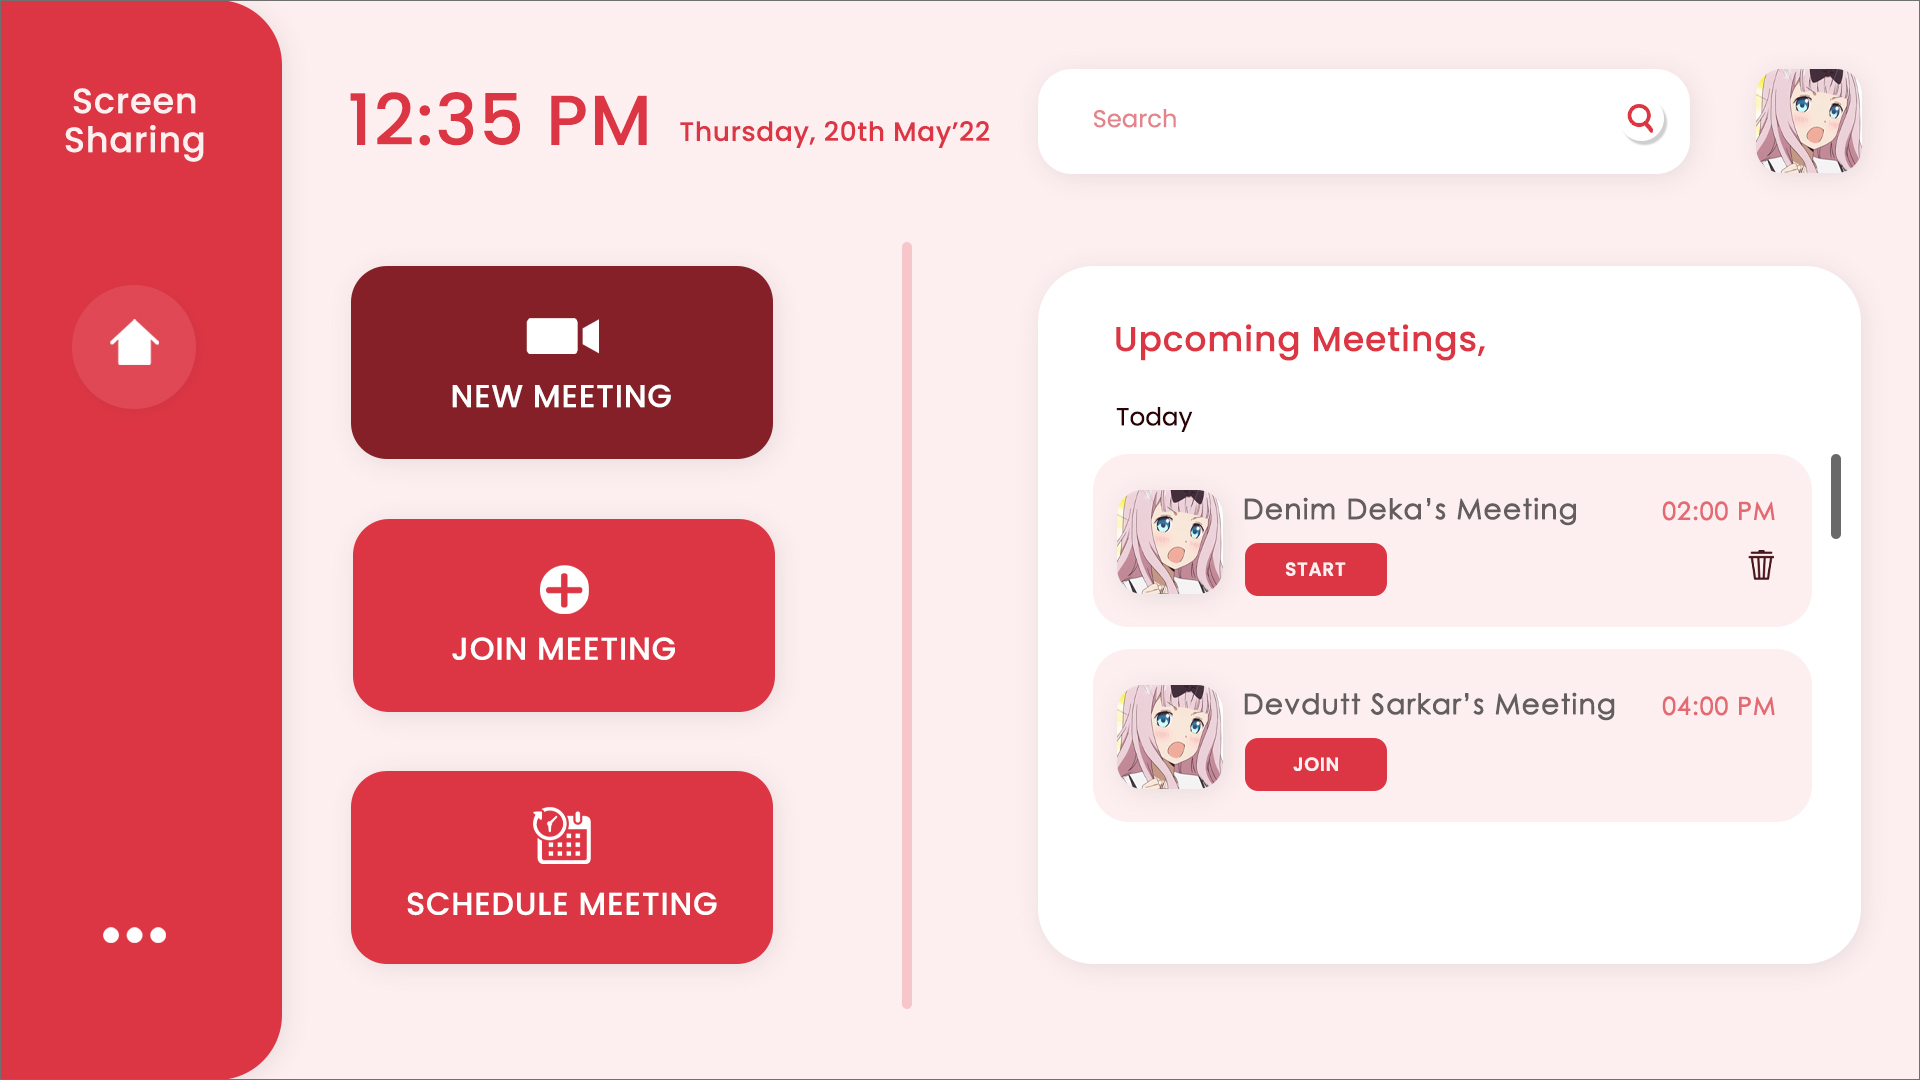 Screen
Sharing
12:35 PM
Thursday, 20th May’22
Search
NEW MEETING
JOIN MEETING
SCHEDULE MEETING
Upcoming Meetings,
Today
Denim Deka’s Meeting
02:00 PM
START
Devdutt Sarkar’s Meeting
04:00 PM
JOIN